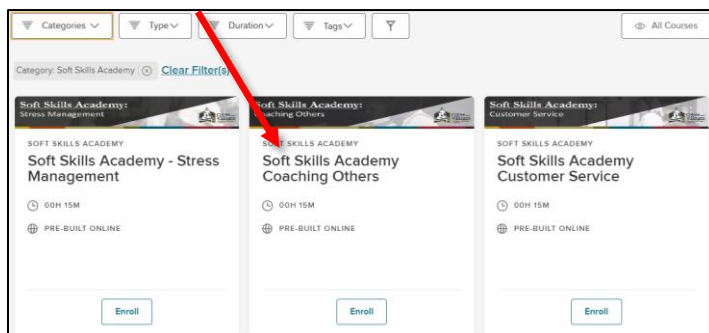 Categories
Type
Duration
Tags
All Courses
Category: Soft Skills Academy
Clear Filter(s)
Soft Skills Academy:
Stress Management
SOFT SKILLS ACADEMY
Soft Skills Academy - Stress
Management
00H 15M
PRE-BUILT ONLINE
Enroll
Soft Skills Academy:
Coaching Others
SOFT SKILLS ACADEMY
Soft Skills Academy
Coaching Others
00H 15M
PRE-BUILT ONLINE
Enroll
Soft Skills Academy:
Customer Service
SOFT SKILLS ACADEMY
Soft Skills Academy
Customer Service
00H 15M
PRE-BUILT ONLINE
Enroll